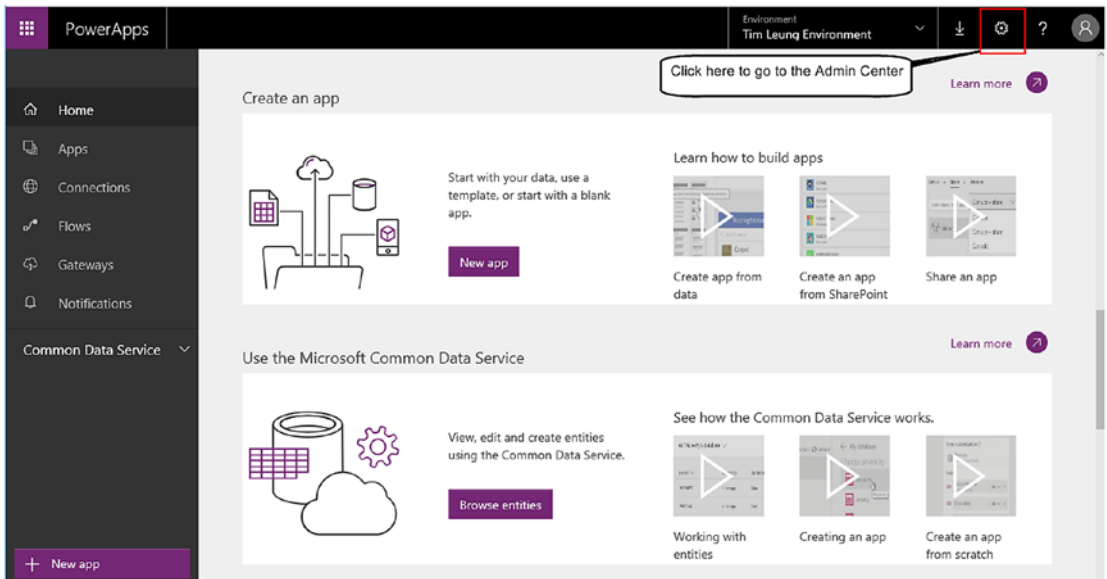 PowerApps
Environment
Tim Leung Environment
?
Click here to go to the Admin Center
Home
Apps
Connections
Flows
Gateways
Notifications
Common Data Service
New app
Create an app
Learn more
Start with your data, use a
template, or start with a blank
app.
New app
Learn how to build apps
Create app from
data
Create an app
from SharePoint
Share an app
Use the Microsoft Common Data Service
Learn more
View, edit and create entities
using the Common Data Service.
Browse entities
See how the Common Data Service works.
Working with
entities
Creating an app
Create an app
from scratch